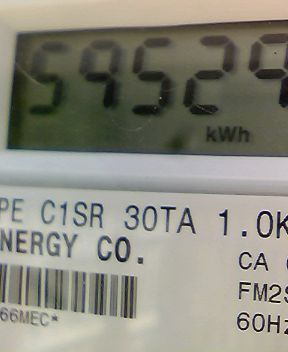 59529
kWh
PE C1SR 30TA 1.0K
NERGY CO.
CA
FM2S
66MEC*
60Hz